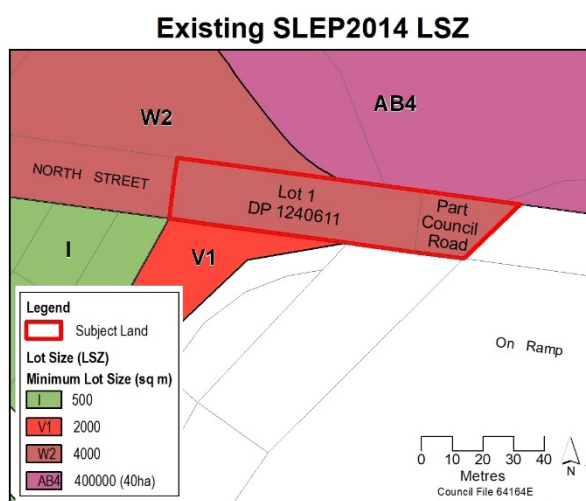 Existing SLEP2014 LSZ
AB4
W2
NORTH STREET
Lot 1
DP 1240611
Part
Council
Road
I
V1
On Ramp
Legend
Subject Land
Lot Size (LSZ)
Minimum Lot Size (sq m)
I 500
V1 2000
W2 4000
AB4 400000 (40ha)
0 10 20 30 40
Metres
Council File 64164E
N